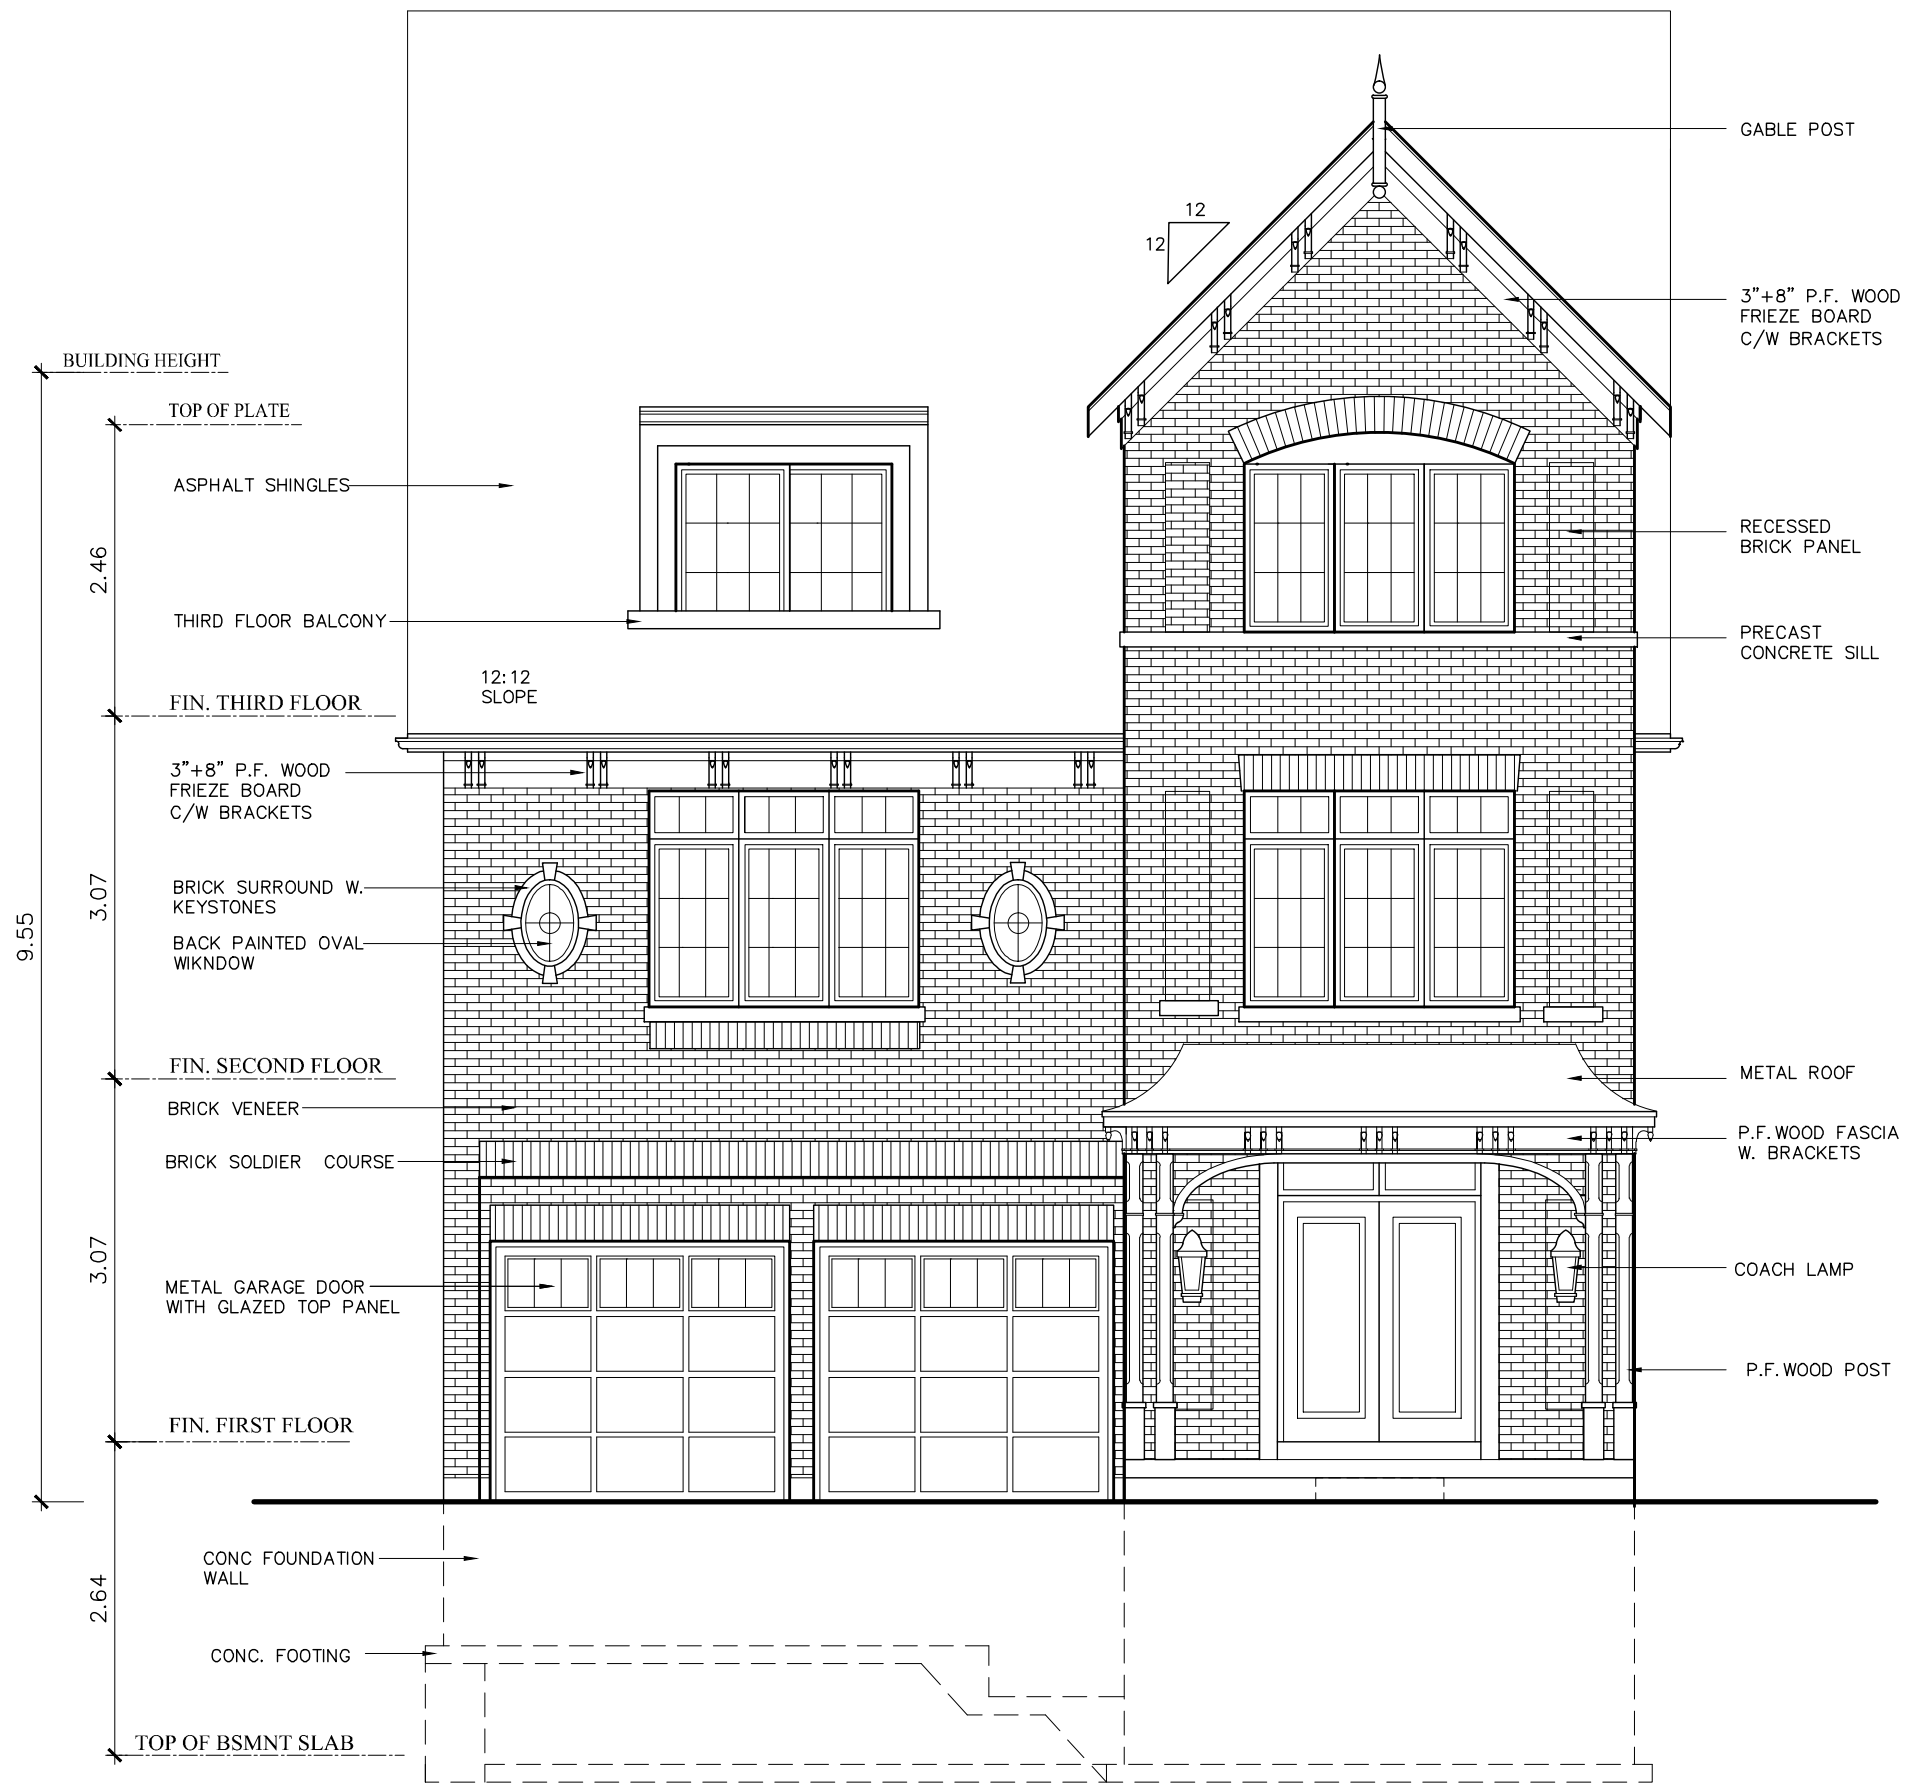 GABLE POST
12
12
3"+8" P.F. WOOD
FRIEZE BOARD
C/W BRACKETS
BUILDING HEIGHT
TOP OF PLATE
ASPHALT SHINGLES
RECESSED
BRICK PANEL
2.46
THIRD FLOOR BALCONY
PRECAST
CONCRETE SILL
12:12
SLOPE
FIN. THIRD FLOOR
3"+8" P.F. WOOD
FRIEZE BOARD
C/W BRACKETS
3.07
BRICK SURROUND W.
KEYSTONES
9.55
BACK PAINTED OVAL
WIKNDOW
FIN. SECOND FLOOR
METAL ROOF
BRICK VENEER
P.F.WOOD FASCIA
W. BRACKETS
BRICK SOLDIER COURSE
3.07
COACH LAMP
METAL GARAGE DOOR
WITH GLAZED TOP PANEL
P.F.WOOD POST
FIN. FIRST FLOOR
CONC FOUNDATION
WALL
2.64
CONC. FOOTING
TOP OF BSMNT SLAB